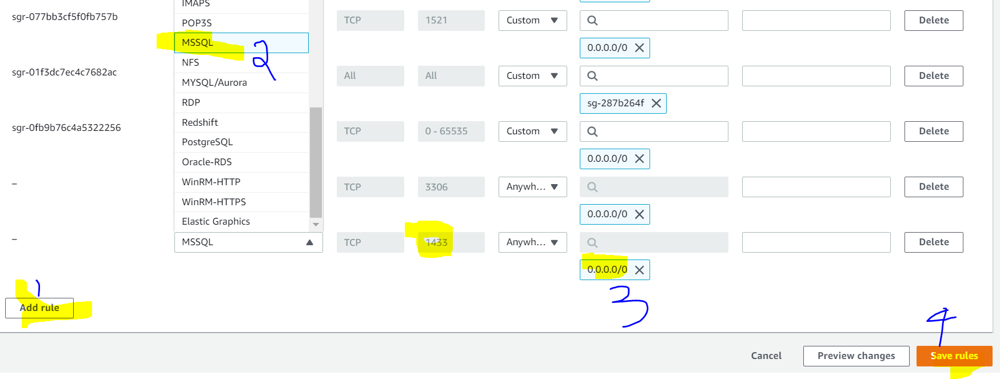 IMAPS
sgr-077bb3cf5f0fb757b
POP3S
TCP
1521
Custom
Delete
MSSQL
2
0.0.0.0/0
NFS
sgr-01f3dc7ec4c7682ac
All
All
Custom
Delete
MYSQL/Aurora
RDP
sg-287b264f
Redshift
sgr-0fb9b76c4a5322256
TCP
0 - 65535
Custom
Delete
PostgreSQL
Oracle-RDS
0.0.0.0/0
WinRM-HTTP
–
TCP
3306
Anywh...
Delete
WinRM-HTTPS
Elastic Graphics
0.0.0.0/0
–
MSSQL
TCP
1433
Anywh...
Delete
0.0.0.0/0
1
3
Add rule
4
Cancel
Preview changes
Save rules